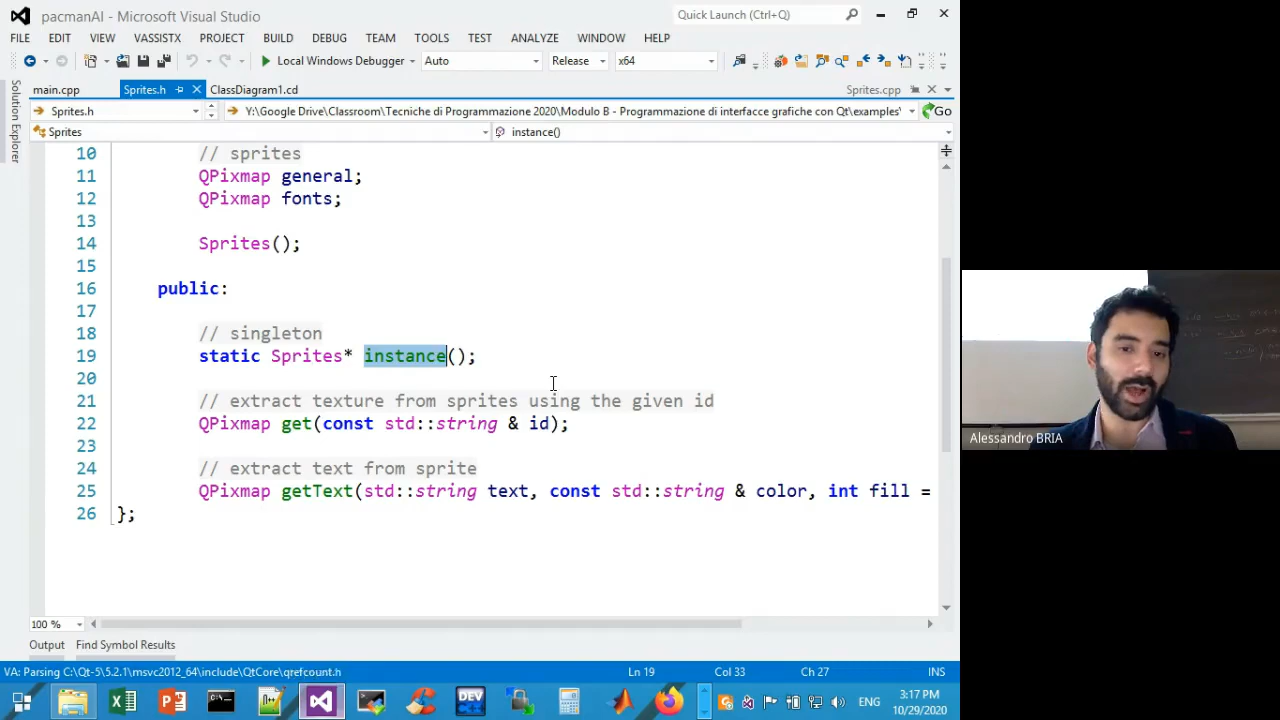 pacmanAI - Microsoft Visual Studio
Quick Launch (Ctrl+Q)
FILE EDIT VIEW VASSISTX PROJECT BUILD DEBUG TEAM TOOLS TEST ANALYZE WINDOW HELP
Local Windows Debugger Auto Release x64
main.cpp Sprites.h ClassDiagram1.cd Sprites.cpp
Solution Explorer
Sprites.h Y:\Google Drive\Classroom\Tecniche di Programmazione 2020\Modulo B - Programmazione di interfacce grafiche con Qt\examples\ Go
Sprites instance()
10 // sprites
11 QPixmap general;
12 QPixmap fonts;
13
14 Sprites();
15
16 public:
17
18 // singleton
19 static Sprites* instance();
20
21 // extract texture from sprites using the given id
22 QPixmap get(const std::string & id);
23
24 // extract text from sprite
25 QPixmap getText(std::string text, const std::string & color, int fill =
26 };
Alessandro BRIA
100 %
Output Find Symbol Results
VA: Parsing C:\Qt-5\5.2.1\msvc2012_64\include\QtCore\qrefcount.h Ln 19 Col 33 Ch 27 INS
DEV ENG 3:17 PM
10/29/2020